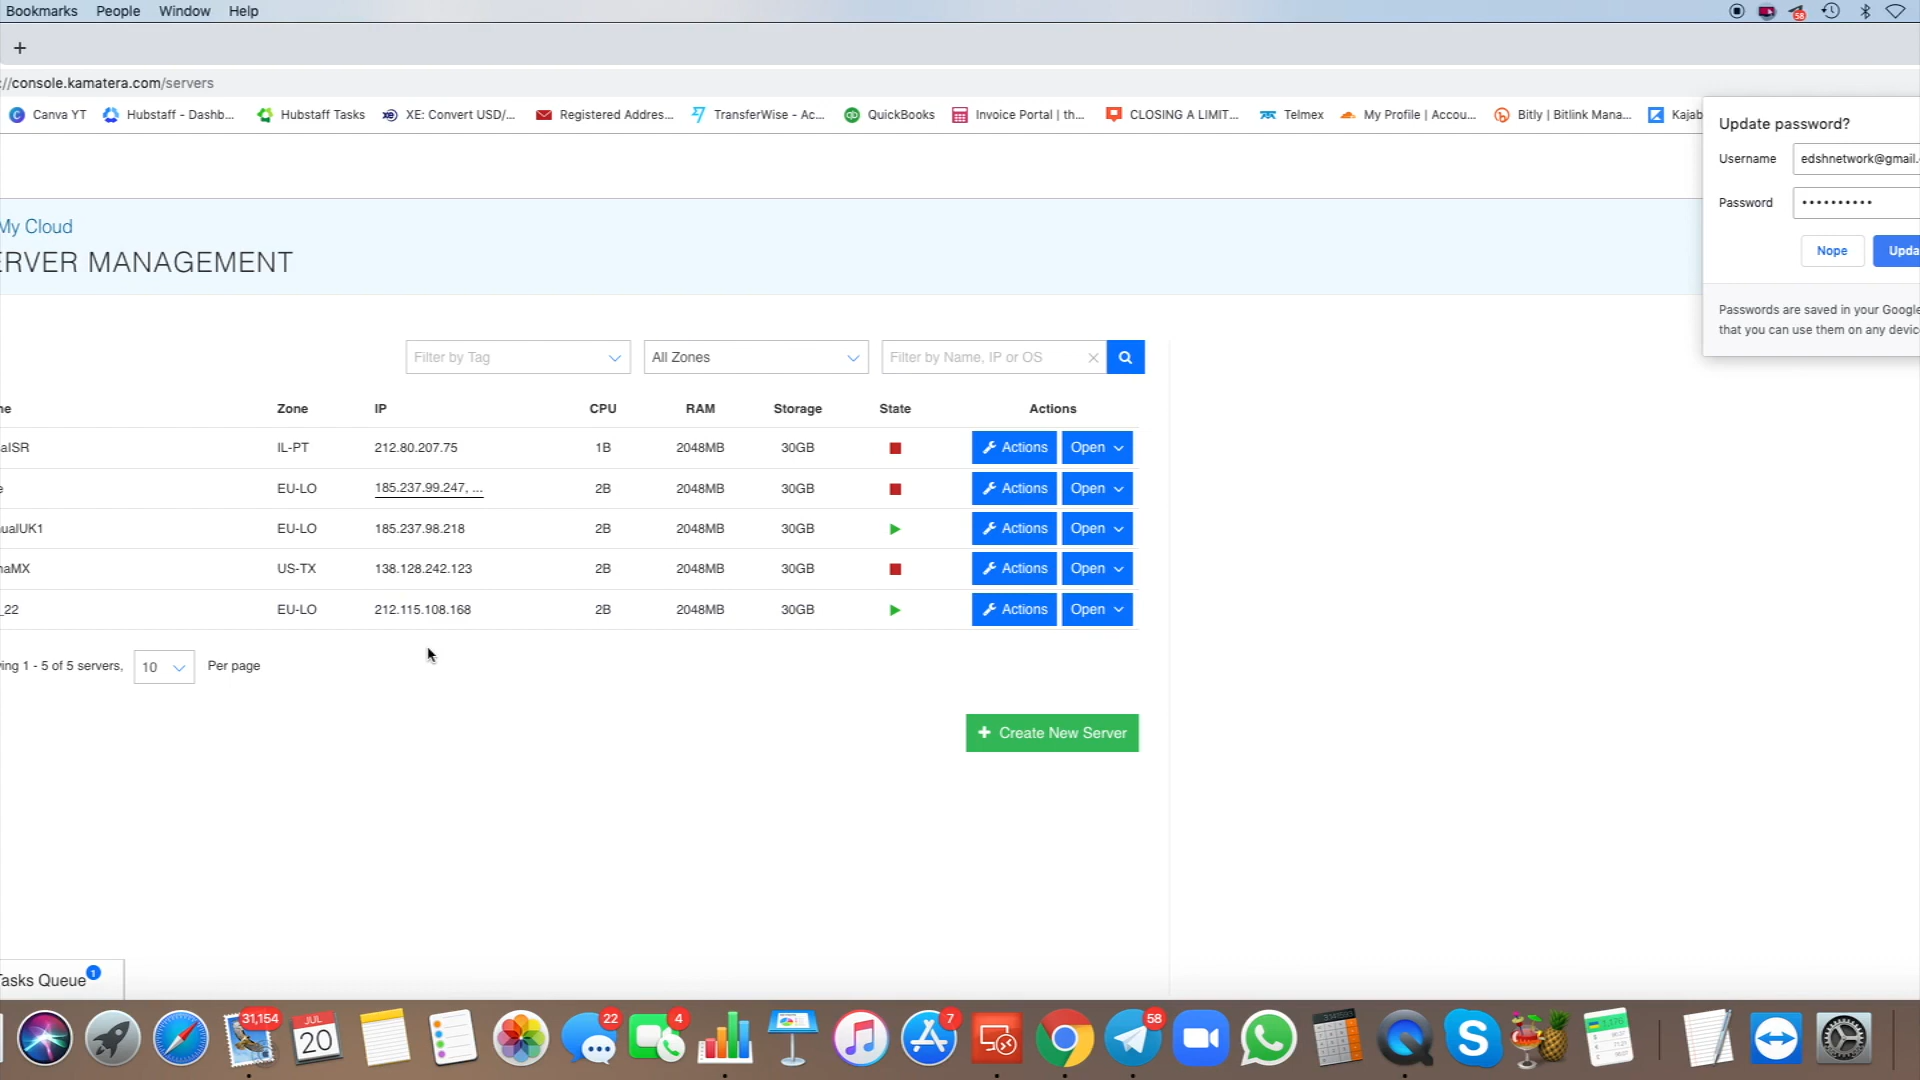 Bookmarks People Window Help
58
+
://console.kamatera.com/servers
Canva YT Hubstaff - Dashb... Hubstaff Tasks XE: Convert USD/... Registered Addres... TransferWise - Ac... QuickBooks Invoice Portal | th... CLOSING A LIMIT... Telmex My Profile | Accou... Bitly | Bitlink Mana... Kajab
Update password?
Username edshnetwork@gmail.
Password ••••••••••
Nope Upda
Passwords are saved in your Google
that you can use them on any devic
My Cloud
ERVER MANAGEMENT
Filter by Tag All Zones Filter by Name, IP or OS
me Zone IP CPU RAM Storage State Actions
alSR IL-PT 212.80.207.75 1B 2048MB 30GB Actions Open
e EU-LO 185.237.99.247, ... 2B 2048MB 30GB Actions Open
ualUK1 EU-LO 185.237.98.218 2B 2048MB 30GB Actions Open
naMX US-TX 138.128.242.123 2B 2048MB 30GB Actions Open
_22 EU-LO 212.115.108.168 2B 2048MB 30GB Actions Open
ving 1 - 5 of 5 servers, 10 Per page
+ Create New Server
Tasks Queue 1
31,154 JUL 20 22 4 7 58